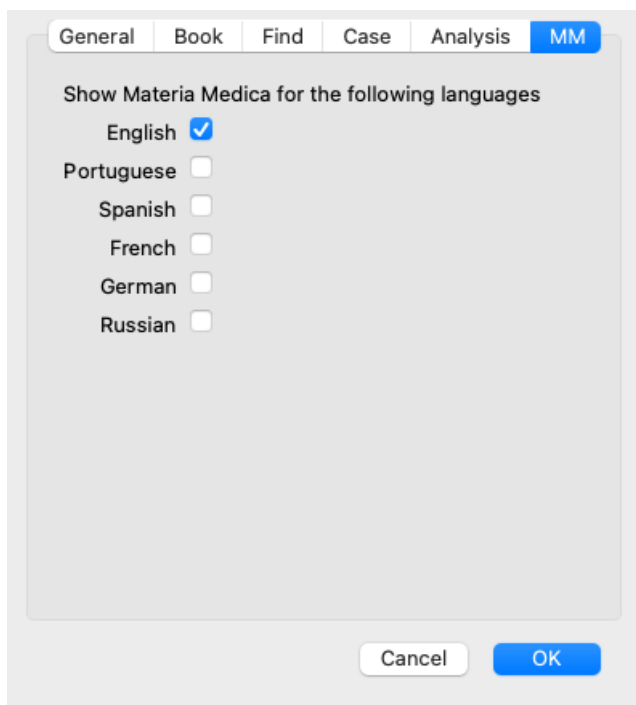 General Book Find Case Analysis MM
Show Materia Medica for the following languages
English
Portuguese
Spanish
French
German
Russian
Cancel OK